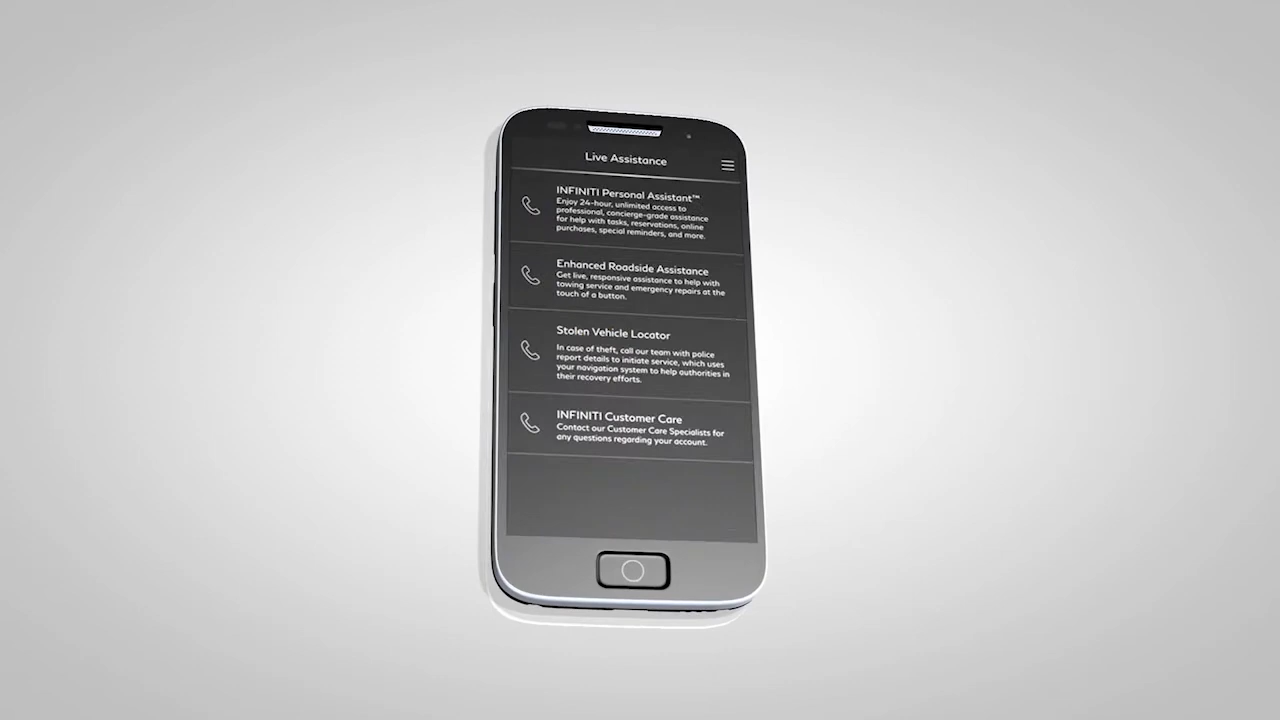 Live Assistance
INFINITI Personal Assistant™
Enjoy 24-hour, unlimited access to
professional, concierge-grade assistance
for help with tasks, reservations, online
purchases, special reminders, and more.
Enhanced Roadside Assistance
Get live, responsive assistance to help with
towing service and emergency repairs at the
touch of a button.
Stolen Vehicle Locator
In case of theft, call our team with police
report details to initiate service, which uses
your navigation system to help authorities in
their recovery efforts.
INFINITI Customer Care
Contact our Customer Care Specialists for
any questions regarding your account.